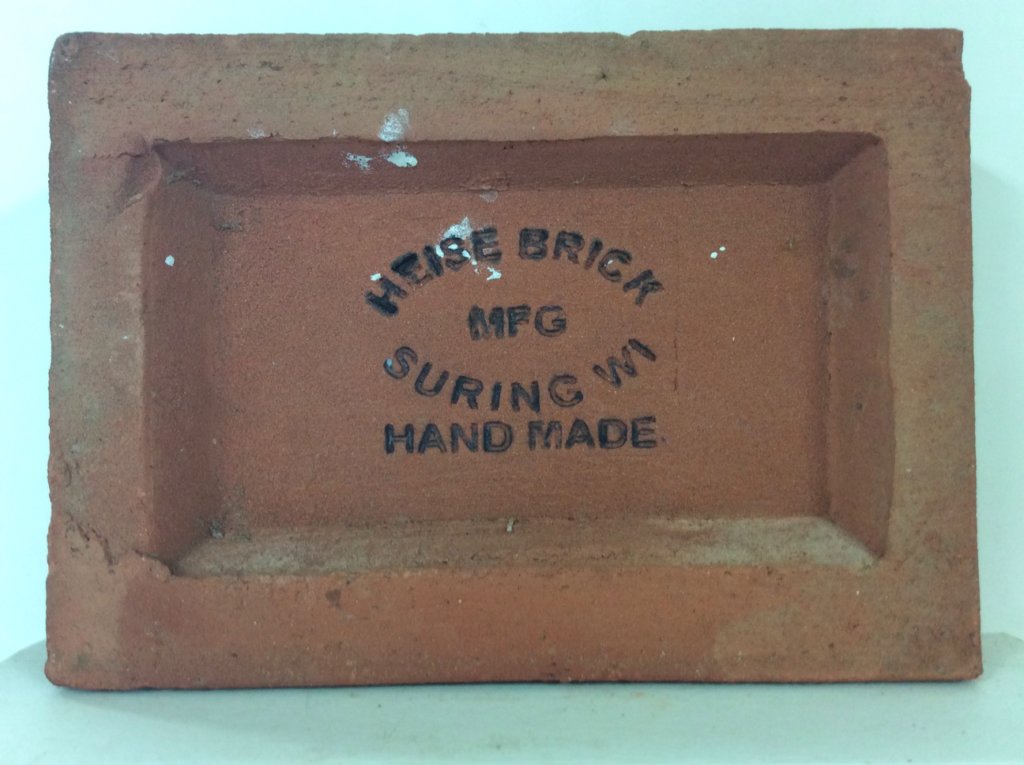 HEISE BRICK
MFG
SURING WI
HAND MADE